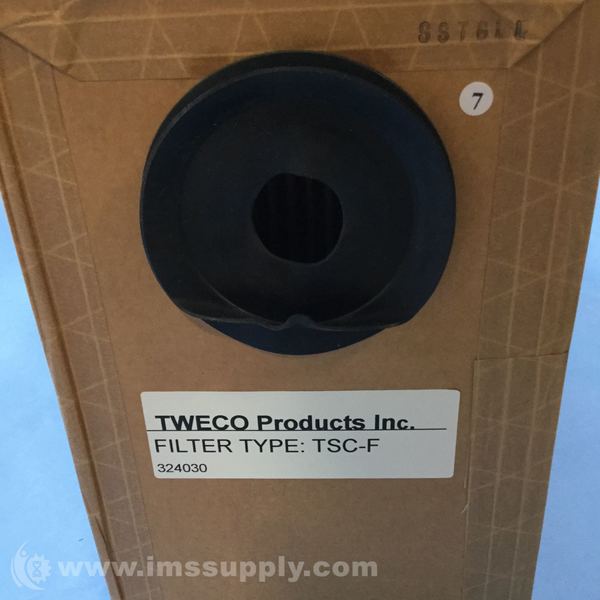 7
TWECO Products Inc.
FILTER TYPE: TSC-F
324030
www.imssupply.com